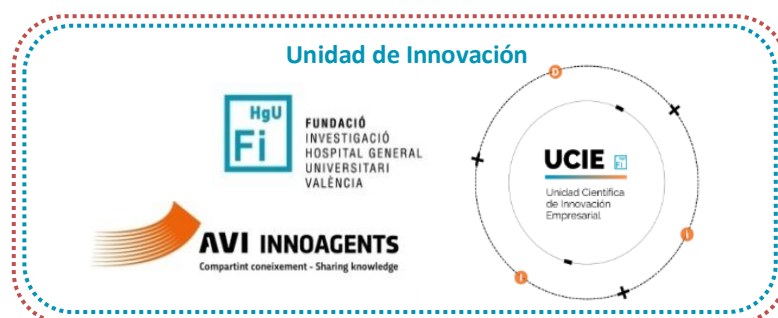 Unidad de Innovación
HgU
Fi
FUNDACIÓ
INVESTIGACIÓ
HOSPITAL GENERAL
UNIVERSITARI
VALÈNCIA
AVI INNOAGENTS
Compartint coneixement - Sharing knowledge
D
UCIE
Fi
Unidad Científica
de Innovación
Empresarial
i
i